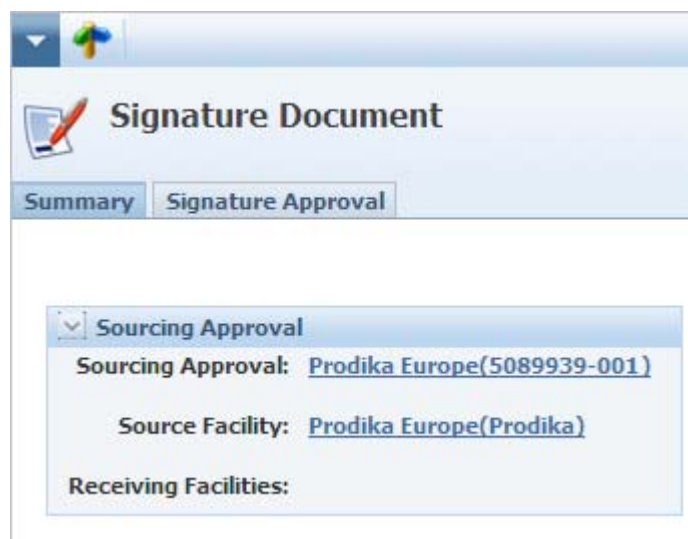 Signature Document
Summary Signature Approval
Sourcing Approval
Sourcing Approval: Prodika Europe(5089939-001)
Source Facility: Prodika Europe(Prodika)
Receiving Facilities: